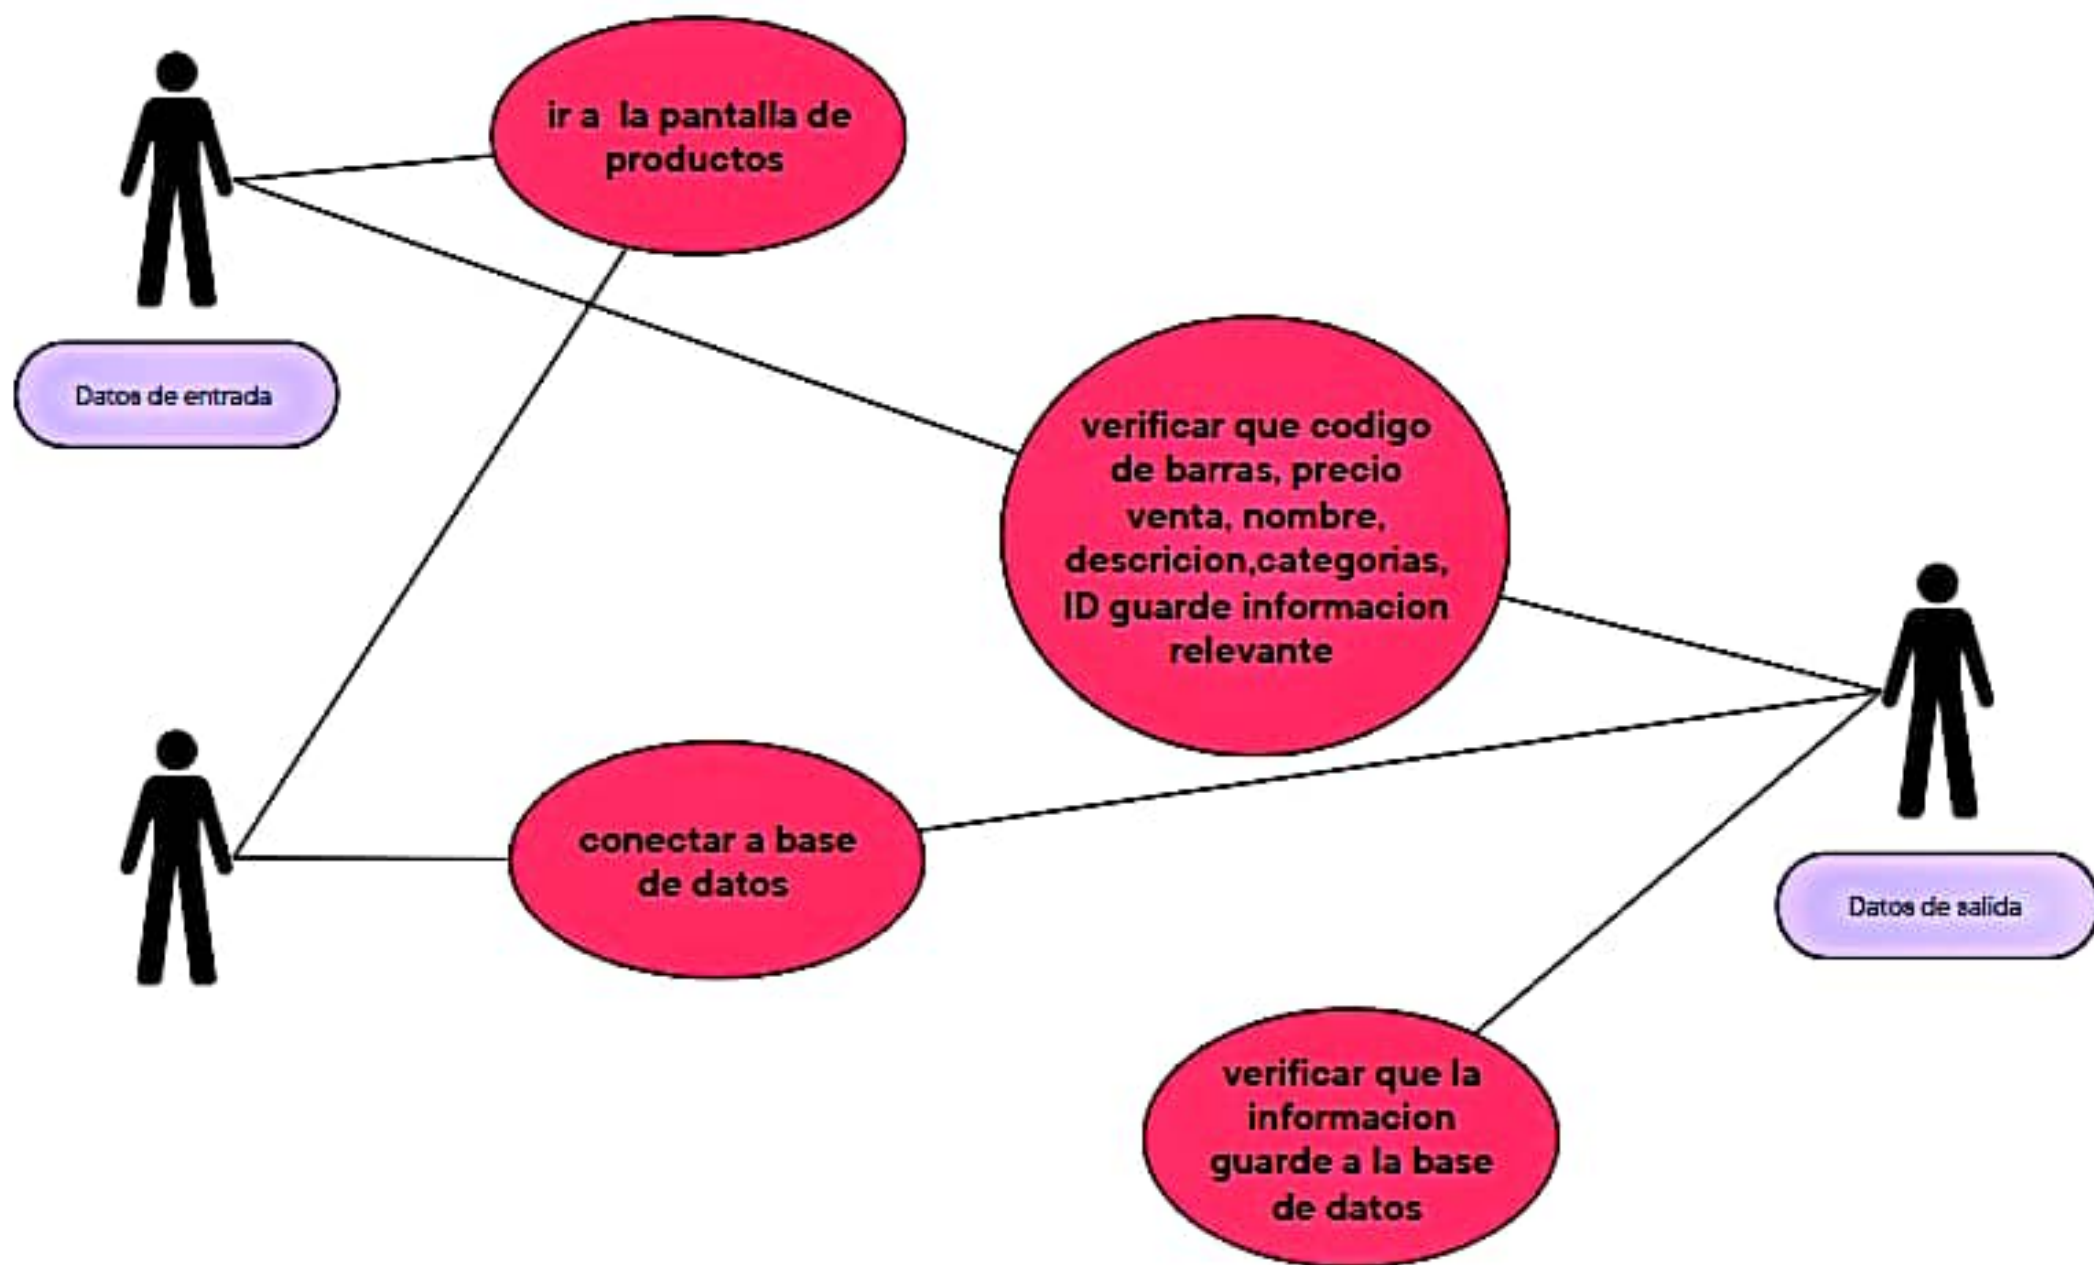 ir a la pantalla de
productos
Datos de entrada
verificar que codigo
de barras, precio
venta, nombre,
descricion,categorias,
ID guarde informacion
relevante
conectar a base
de datos
Datos de salida
verificar que la
informacion
guarde a la base
de datos